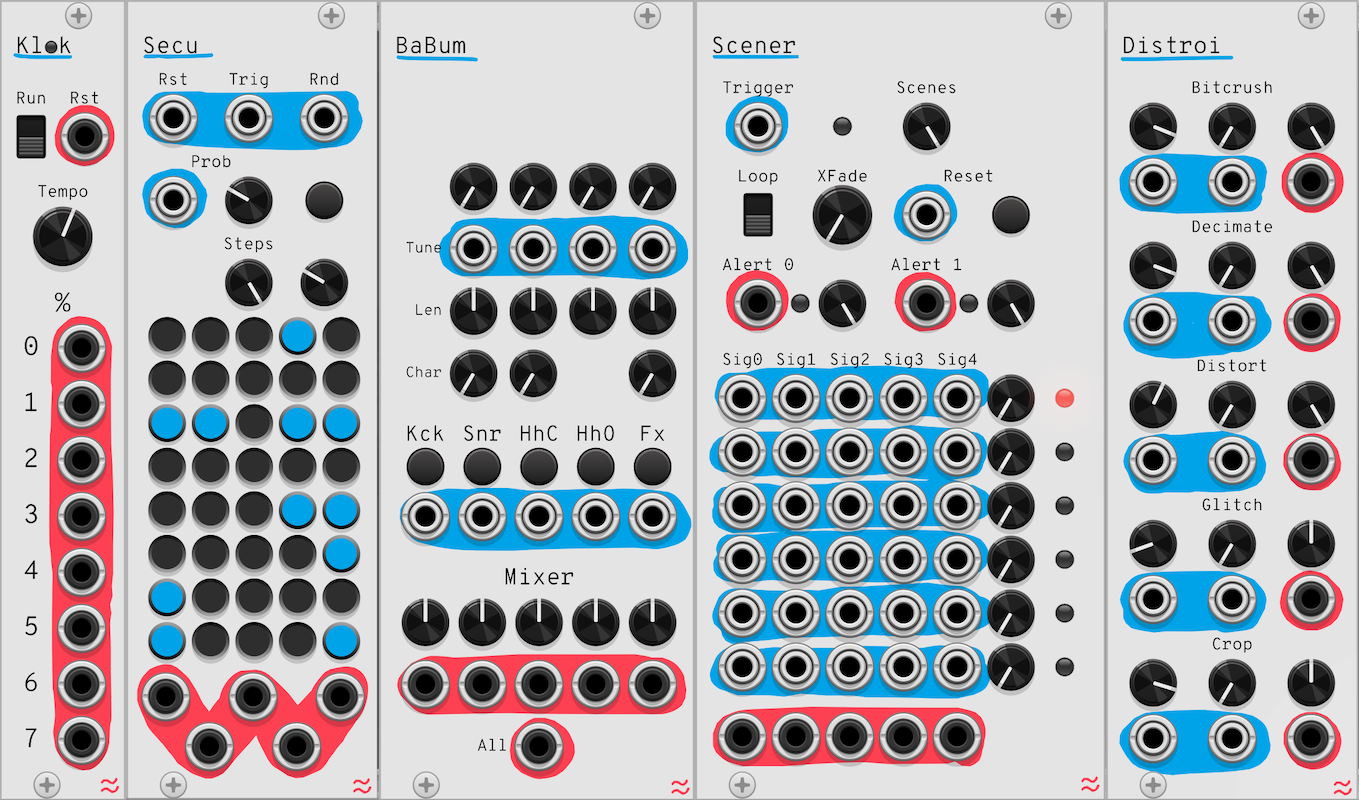 Klok
Run Rst
Tempo
%
0
1
2
3
4
5
6
7
Secu
Rst Trig Rnd
Prob
Steps
BaBum
Tune
Len
Char
Kck Snr HhC HhO Fx
Mixer
All
Scener
Trigger Scenes
Loop XFade Reset
Alert 0 Alert 1
Sig0 Sig1 Sig2 Sig3 Sig4
Distroi
Bitcrush
Decimate
Distort
Glitch
Crop